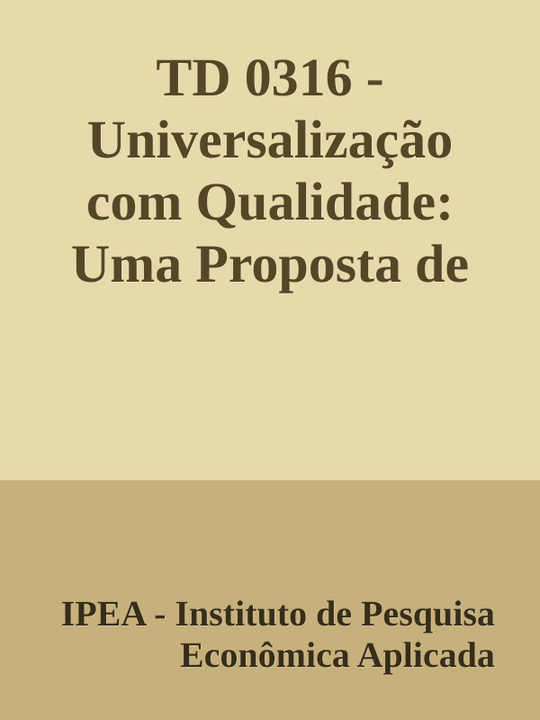 TD 0316 -
Universalização
com Qualidade:
Uma Proposta de
IPEA - Instituto de Pesquisa
Econômica Aplicada